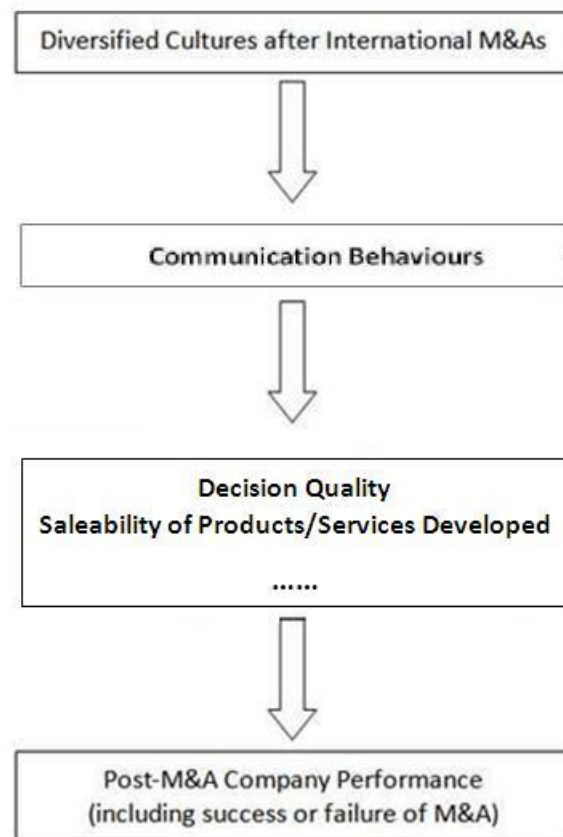 Diversified Cultures after International M&As
Communication Behaviours
Decision Quality
Saleability of Products/Services Developed
......
Post-M&A Company Performance
(including success or failure of M&A)